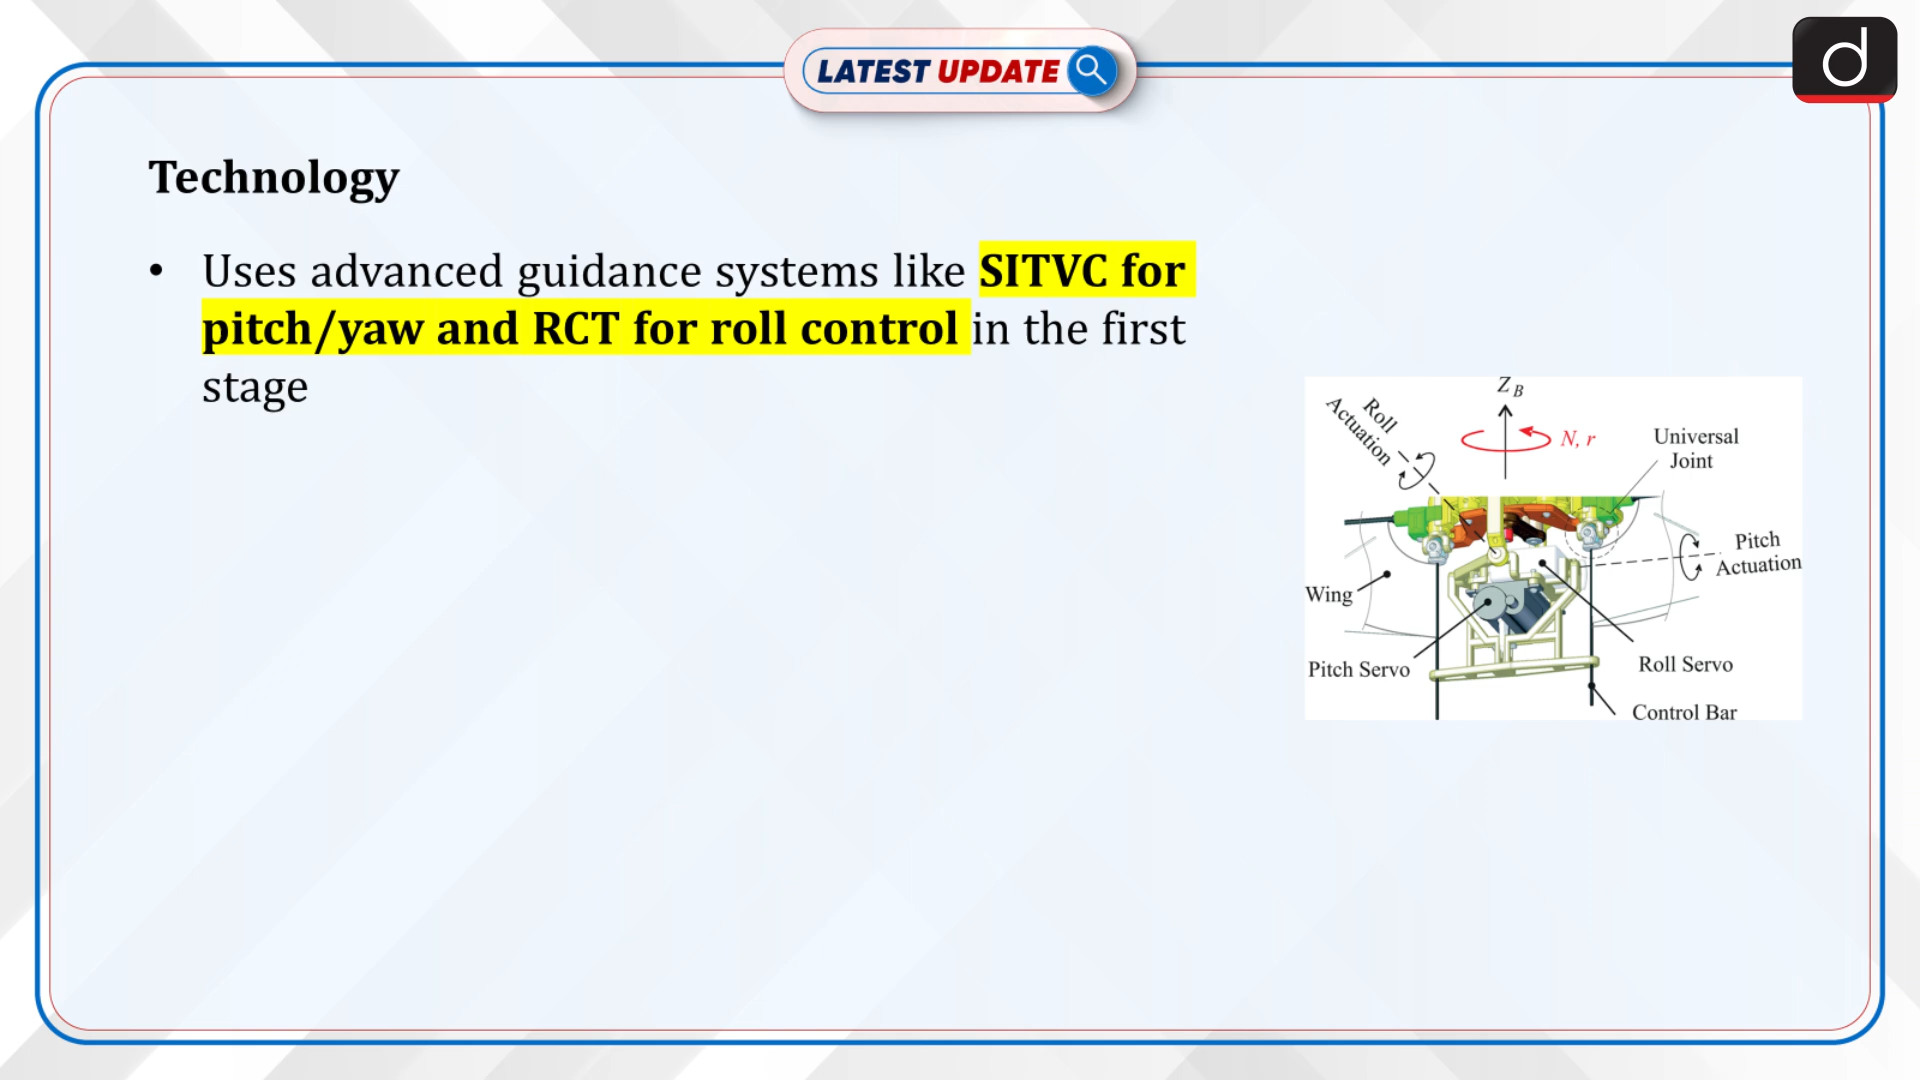 LATEST UPDATE
d
Technology
• Uses advanced guidance systems like SITVC for
pitch/yaw and RCT for roll control in the first
stage
Z B
Roll
Actuation
N, r
Universal
Joint
Pitch
Actuation
Wing
Pitch Servo
Roll Servo
Control Bar